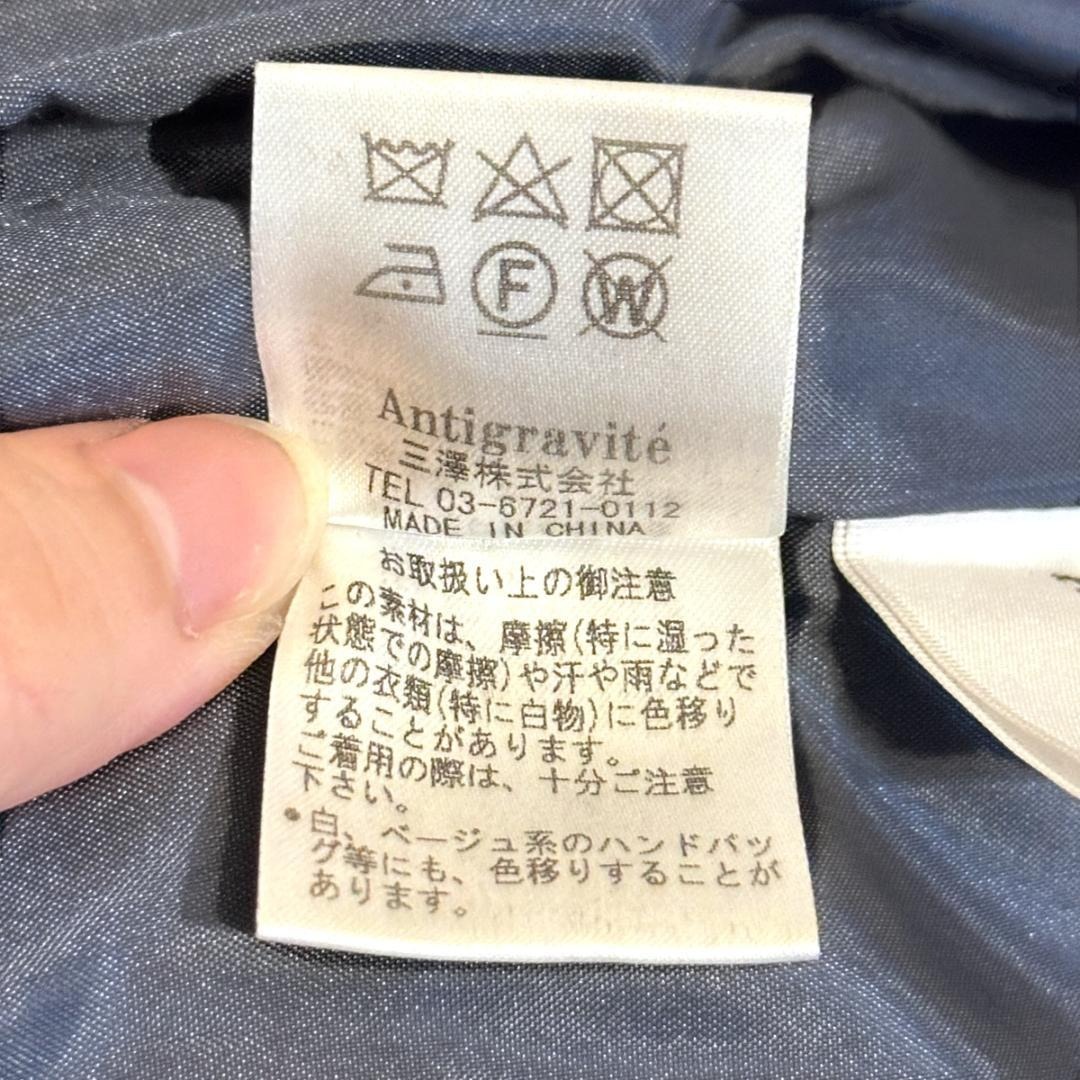 F W
Antigravité
三澤株式会社
TEL 03-6721-0112
MADE IN CHINA
お取扱い上の御注意
この素材は、摩擦(特に湿った
状態での摩擦)や汗や雨などで
他の衣類(特に白物)に色移り
することがあります。
ご着用の際は、十分ご注意
下さい。
•白、ベージュ系のハンドバッ
グ等にも、色移りすることが
あります。